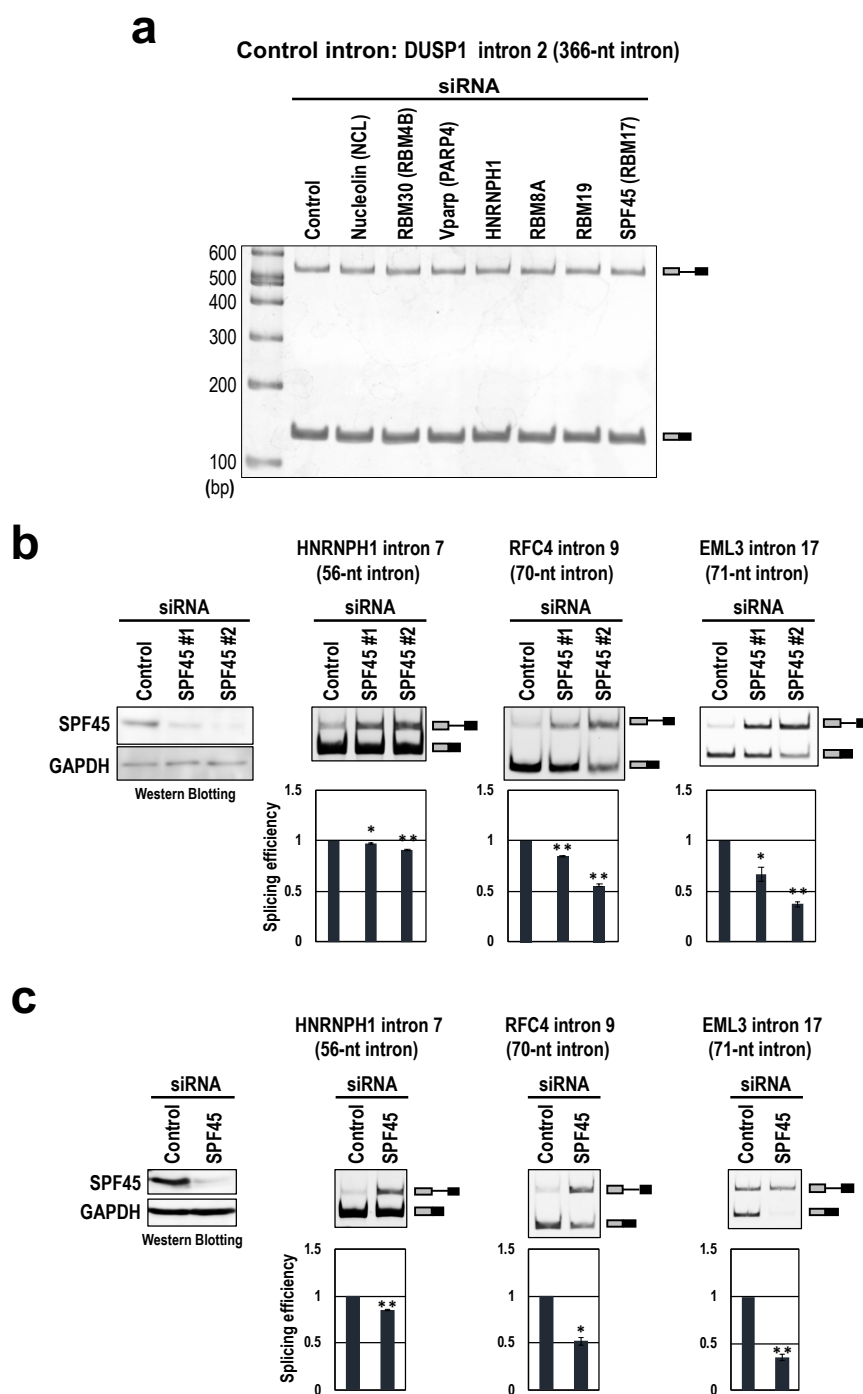 a
Control intron: DUSP1 intron 2 (366-nt intron)
siRNA
Control
Nucleolin (NCL)
RBM30 (RBM4B)
Vparp (PARP4)
HNRNPH1
RBM8A
RBM19
SPF45 (RBM17)
600
500
400
300
200
100
(bp)
b
HNRNPH1 intron 7
(56-nt intron)
RFC4 intron 9
(70-nt intron)
EML3 intron 17
(71-nt intron)
siRNA
Control
SPF45 #1
SPF45 #2
siRNA
Control
SPF45 #1
SPF45 #2
siRNA
Control
SPF45 #1
SPF45 #2
siRNA
Control
SPF45 #1
SPF45 #2
SPF45
GAPDH
Western Blotting
Splicing efficiency
1.5
1
0.5
0
*
**
1.5
1
0.5
0
**
**
1.5
1
0.5
0
*
**
c
HNRNPH1 intron 7
(56-nt intron)
RFC4 intron 9
(70-nt intron)
EML3 intron 17
(71-nt intron)
siRNA
Control
SPF45
siRNA
Control
SPF45
siRNA
Control
SPF45
siRNA
Control
SPF45
SPF45
GAPDH
Western Blotting
Splicing efficiency
1.5
1
0.5
0
**
1.5
1
0.5
0
*
1.5
1
0.5
0
**